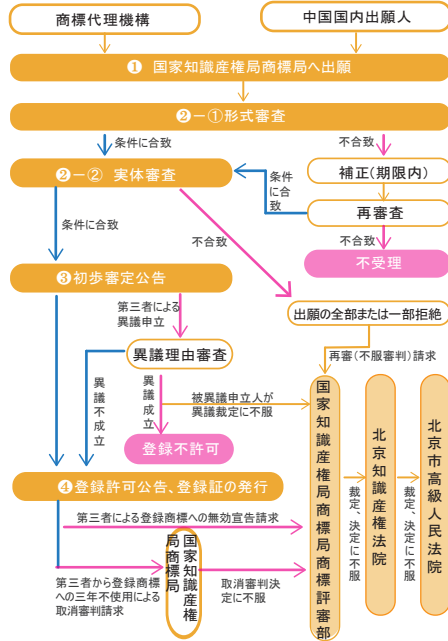 商標代理機構
中国国内出願人
❶ 国家知識産権局商標局へ出願
❷－①形式審査
条件に合致
不合致
❷－② 実体審査
条件
に合
致
補正(期限内)
再審査
条件に合致
不合致
不合致
不受理
❸初歩審定公告
第三者による
異議申立
出願の全部または一部拒絶
異議理由審査
再審(不服審判)請求
異議不成立
異議成立
被異議申立人が
異議裁定に不服
登録不許可
国家知識産権局商標局商標評審部
北京知識産権法院
北京市高級人民法院
裁定、決定に不服
裁定、決定に不服
❹登録許可公告、登録証の発行
第三者による登録商標への無効宣告請求
国家知識産権
局商標局
第三者から登録商標
への三年不使用による
取消審判請求
取消審判決
定に不服